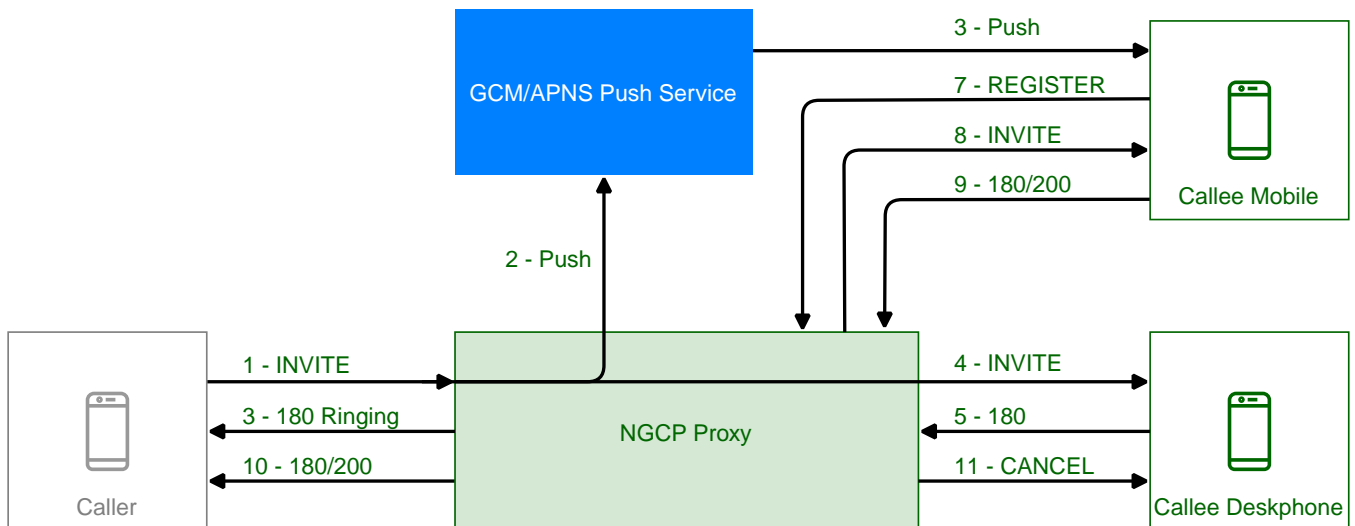 3 - Push
GCM/APNS Push Service
7 - REGISTER
8 - INVITE
9 - 180/200
Callee Mobile
2 - Push
1 - INVITE
4 - INVITE
3 - 180 Ringing
NGCP Proxy
5 - 180
10 - 180/200
11 - CANCEL
Caller
Callee Deskphone